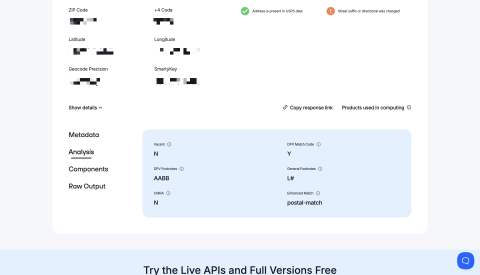 ZIP Code
+4 Code
Address is present in USPS data
Street suffix or directional was changed
Latitude
Longitude
Geocode Precision
SmartyKey
Show details
Copy response link
Products used in computing
Metadata
Analysis
Components
Raw Output
Vacant
DPV Match Code
N
Y
DPV Footnotes
General Footnotes
AABB
L#
CMRA
Enhanced Match
N
postal-match
Try the Live APIs and Full Versions Free